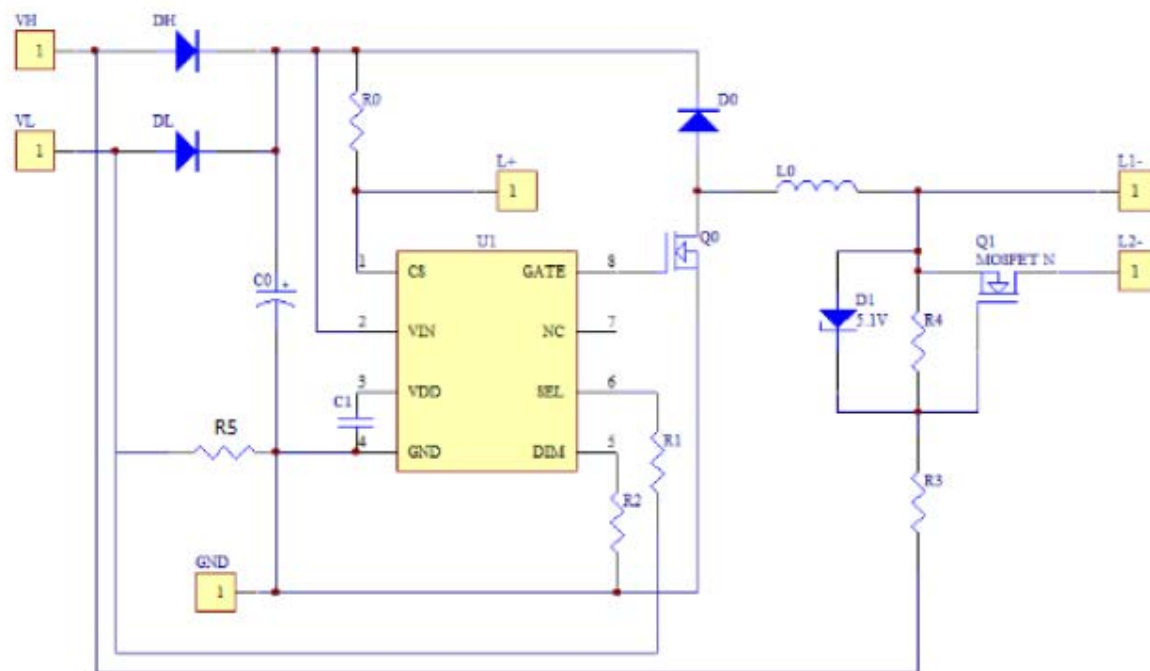 VH
DH
1
R0
D0
VL
DL
1
L+
1
L0
L1-
1
U1
Q0
Q1
MOSFET N
L2-
1
1
CS
GATE
8
C0
+
D1
5.1V
R4
2
VIN
NC
7
3
VDD
SEL
6
C1
R5
4
GND
DIM
5
R1
R2
R3
GND
1